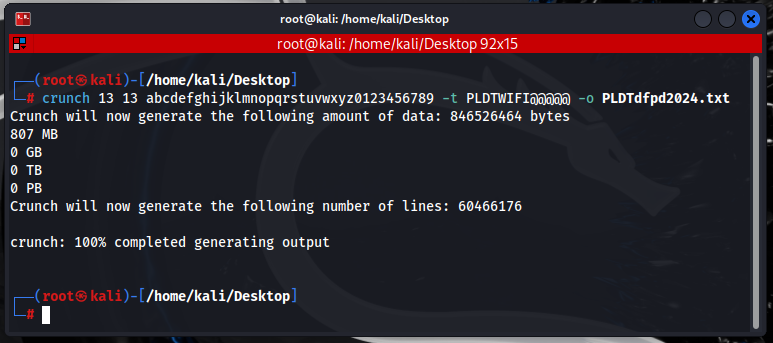 root@kali: /home/kali/Desktop
root@kali: /home/kali/Desktop 92x15
┌──(root㉿kali)-[/home/kali/Desktop]
└─# crunch 13 13 abcdefghijklmnopqrstuvwxyz0123456789 -t PLDTWIFI@@@@@ -o PLDTdfpd2024.txt
Crunch will now generate the following amount of data: 846526464 bytes
807 MB
0 GB
0 TB
0 PB
Crunch will now generate the following number of lines: 60466176
crunch: 100% completed generating output
┌──(root㉿kali)-[/home/kali/Desktop]
└─#